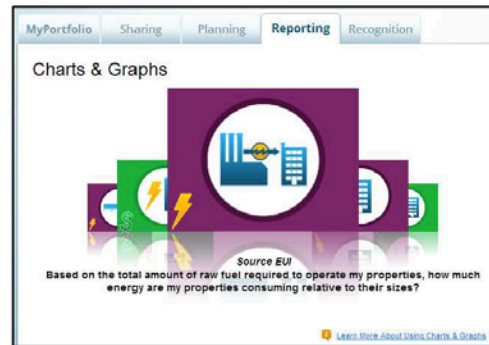 MyPortfolio Sharing Planning Reporting Recognition
Charts & Graphs
Source EUI
Based on the total amount of raw fuel required to operate my properties, how much
energy are my properties consuming relative to their sizes?
Learn More About Using Charts & Graphs